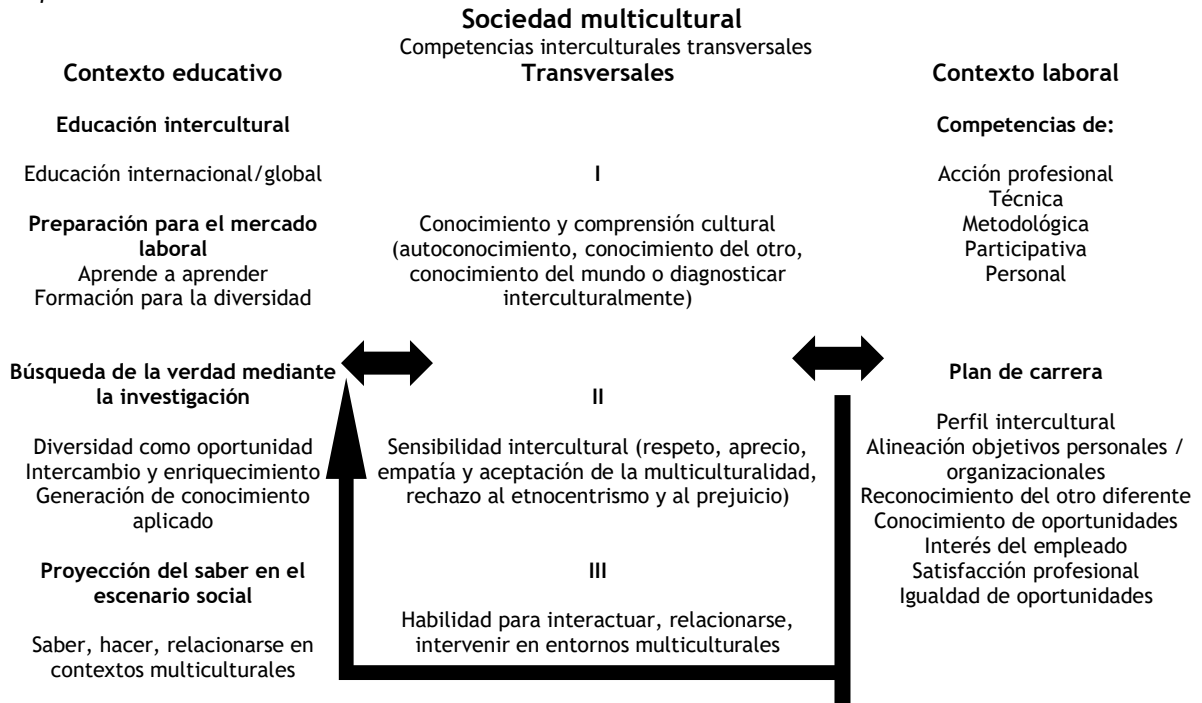 Sociedad multicultural
Competencias interculturales transversales
Contexto educativo
Educación intercultural
Educación internacional/global
Preparación para el mercado
laboral
Aprende a aprender
Formación para la diversidad
Búsqueda de la verdad mediante
la investigación
Diversidad como oportunidad
Intercambio y enriquecimiento
Generación de conocimiento
aplicado
Proyección del saber en el
escenario social
Saber, hacer, relacionarse en
contextos multiculturales
Transversales
I
Conocimiento y comprensión cultural
(autoconocimiento, conocimiento del otro,
conocimiento del mundo o diagnosticar
interculturalmente)
II
Sensibilidad intercultural (respeto, aprecio,
empatía y aceptación de la multiculturalidad,
rechazo al etnocentrismo y al prejuicio)
III
Habilidad para interactuar, relacionarse,
intervenir en entornos multiculturales
Contexto laboral
Competencias de:
Acción profesional
Técnica
Metodológica
Participativa
Personal
Plan de carrera
Perfil intercultural
Alineación objetivos personales /
organizacionales
Reconocimiento del otro diferente
Conocimiento de oportunidades
Interés del empleado
Satisfacción profesional
Igualdad de oportunidades